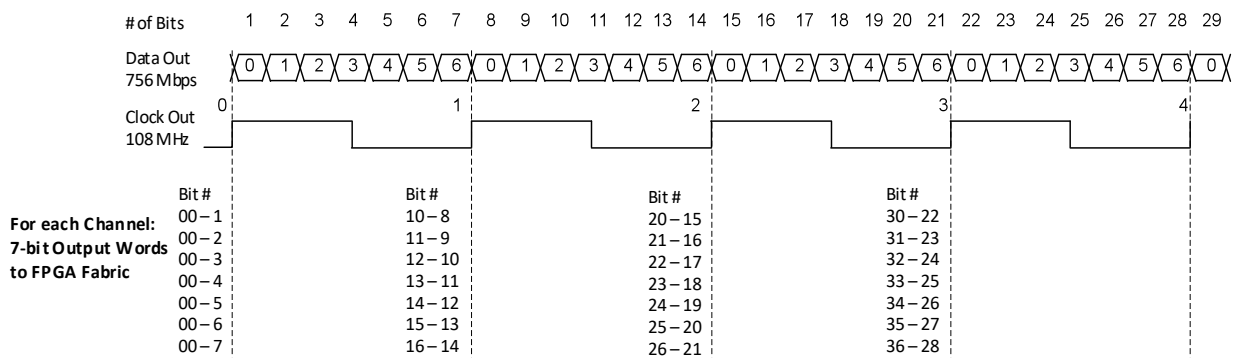 # of Bits 1 2 3 4 5 6 7 8 9 10 11 12 13 14 15 16 17 18 19 20 21 22 23 24 25 26 27 28 29
Data Out 0 1 2 3 4 5 6 0 1 2 3 4 5 6 0 1 2 3 4 5 6 0 1 2 3 4 5 6 0
756 Mbps
0 1 2 3 4
Clock Out
108 MHz
Bit # Bit # Bit # Bit #
For each Channel:
7-bit Output Words
to FPGA Fabric
00 – 1 10 – 8 20 – 15 30 – 22
00 – 2 11 – 9 21 – 16 31 – 23
00 – 3 12 – 10 22 – 17 32 – 24
00 – 4 13 – 11 23 – 18 33 – 25
00 – 5 14 – 12 24 – 19 34 – 26
00 – 6 15 – 13 25 – 20 35 – 27
00 – 7 16 – 14 26 – 21 36 – 28